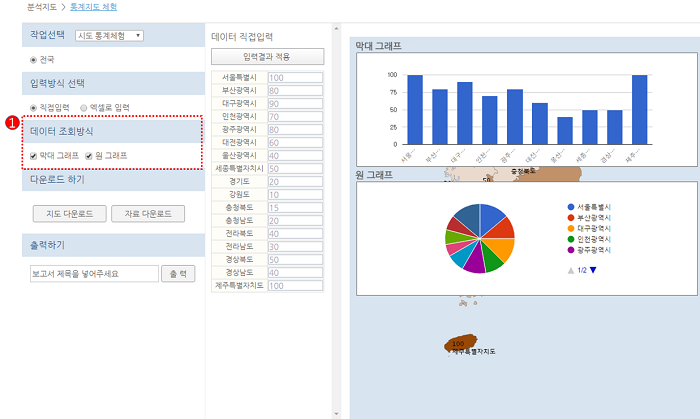 분석지도 > 통계지도 체험
작업선택 시도 통계체험
전국
입력방식 선택
직접입력 엑셀로 입력
1
데이터 조회방식
막대 그래프 원 그래프
다운로드 하기
지도 다운로드 자료 다운로드
출력하기
보고서 제목을 넣어주세요 출 력
데이터 직접입력
입력결과 적용
서울특별시 100
부산광역시 80
대구광역시 90
인천광역시 70
광주광역시 80
대전광역시 60
울산광역시 40
세종특별자치시 50
경기도 20
강원도 10
충청북도 15
충청남도 20
전라북도 40
전라남도 30
경상북도 50
경상남도 40
제주특별자치도 100
막대 그래프
100
75
50
25
0
서울… 부산… 대구… 인천… 광주… 대전… 울산… 세종… 경상… 제주…
충청북도
50
원 그래프
서울특별시
부산광역시
대구광역시
인천광역시
광주광역시
1/2
100
제주특별자치도